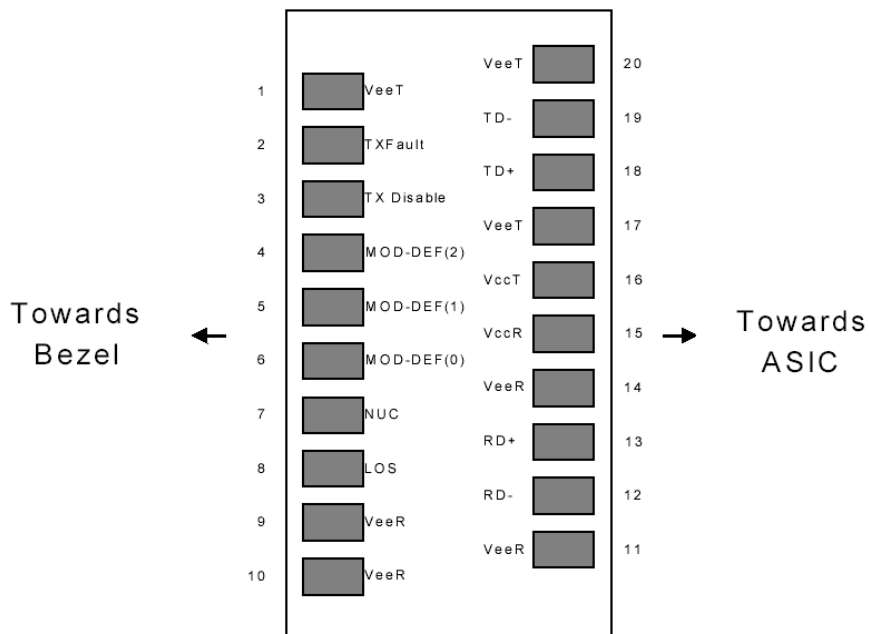 VeeT 20
1 VeeT
TD- 19
2 TXFault
TD+ 18
3 TX Disable
VeeT 17
4 MOD-DEF(2)
VccT 16
5 MOD-DEF(1)
Towards
Bezel
VccR 15
Towards
ASIC
6 MOD-DEF(0)
VeeR 14
7 NUC
RD+ 13
8 LOS
RD- 12
9 VeeR
VeeR 11
10 VeeR